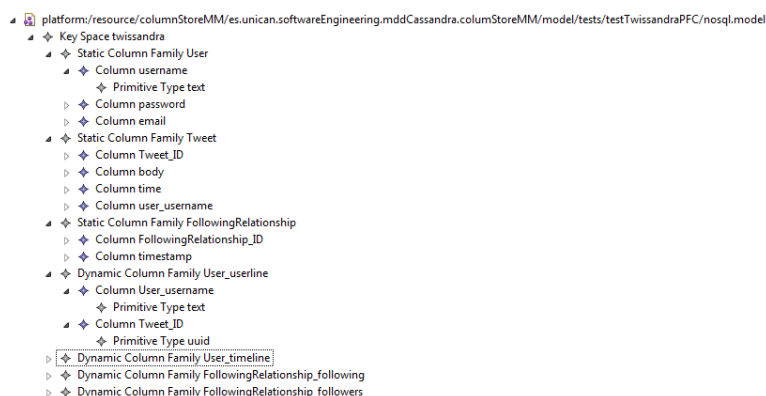 platform:/resource/columnStoreMM/es.unican.softwareEngineering.mddCassandra.columStoreMM/model/tests/testTwissandraPFC/nosql.model
Key Space twissandra
Static Column Family User
Column username
Primitive Type text
Column password
Column email
Static Column Family Tweet
Column Tweet_ID
Column body
Column time
Column user_username
Static Column Family FollowingRelationship
Column FollowingRelationship_ID
Column timestamp
Dynamic Column Family User_userline
Column User_username
Primitive Type text
Column Tweet_ID
Primitive Type uuid
Dynamic Column Family User_timeline
Dynamic Column Family FollowingRelationship_following
Dynamic Column Family FollowingRelationship_followers